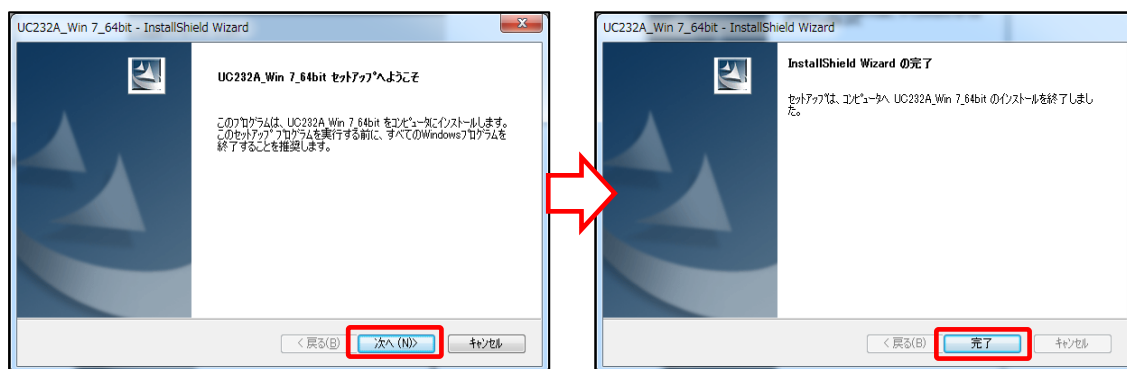 UC232A_Win 7_64bit - InstallShield Wizard
UC232A_Win 7_64bit ｾｯﾄｱｯﾌﾟへようこそ
このﾌﾟﾛｸﾞﾗﾑは、UC232A_Win 7_64bit をｺﾝﾋﾟｭｰﾀにｲﾝｽﾄｰﾙします。
このｾｯﾄｱｯﾌﾟ ﾌﾟﾛｸﾞﾗﾑを実行する前に、すべてのWindowsﾌﾟﾛｸﾞﾗﾑを
終了することを推奨します。
< 戻る(B)
次へ (N)>
ｷｬﾝｾﾙ
UC232A_Win 7_64bit - InstallShield Wizard
InstallShield Wizard の完了
ｾｯﾄｱｯﾌﾟは、ｺﾝﾋﾟｭｰﾀへ UC232A_Win 7_64bit のｲﾝｽﾄｰﾙを終了しまし
た。
< 戻る(B)
完了
ｷｬﾝｾﾙ